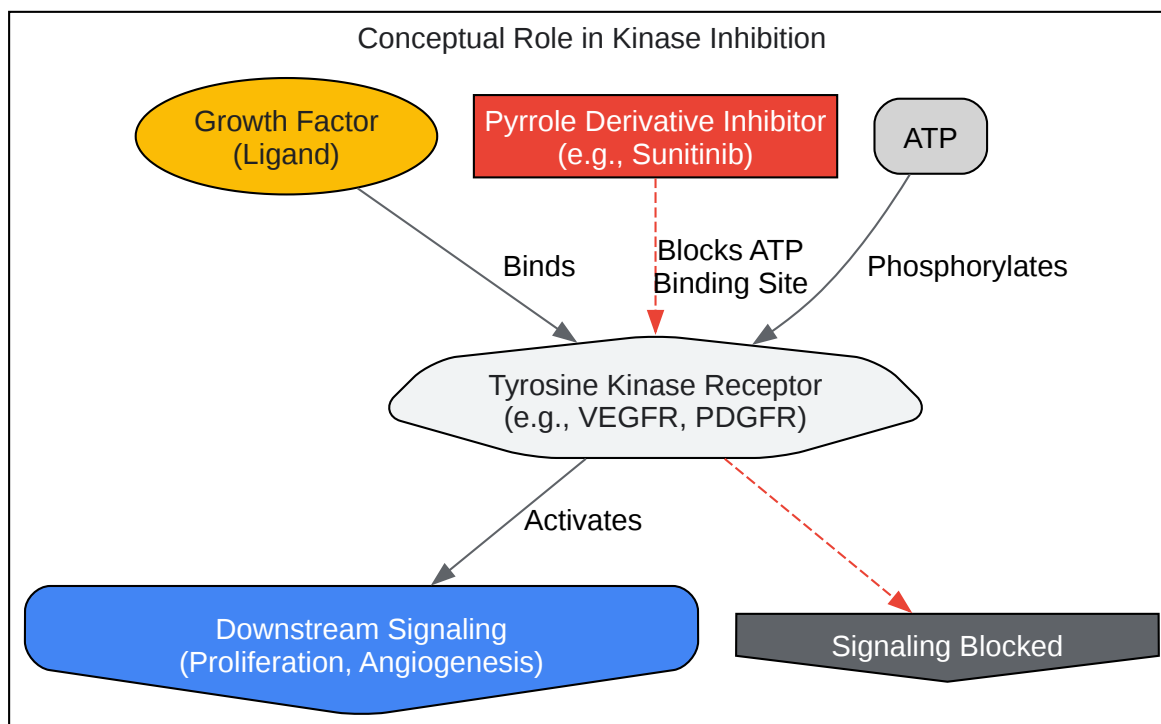 Conceptual Role in Kinase Inhibition
Growth Factor
(Ligand)
Pyrrole Derivative Inhibitor
(e.g., Sunitinib)
ATP
Binds
Blocks ATP
Binding Site
Phosphorylates
Tyrosine Kinase Receptor
(e.g., VEGFR, PDGFR)
Activates
Downstream Signaling
(Proliferation, Angiogenesis)
Signaling Blocked